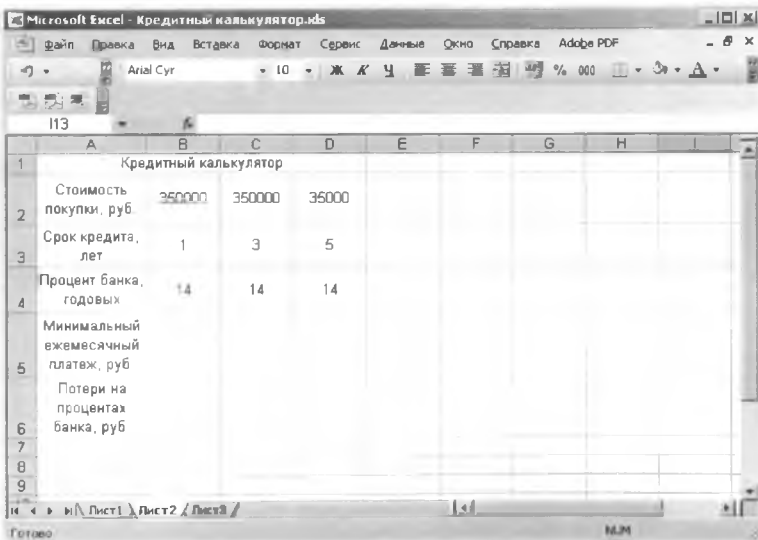 Microsoft Excel - Кредитный калькулятор.xls
Файл Правка Вид Вставка Формат Сервис Данные Окно Справка Adobe PDF
Arial Cyr 10 Ж К Ч % 000 A
I13 fx
A B C D E F G H I
1 Кредитный калькулятор
Стоимость
покупки, руб. 350000 350000 35000
2
Срок кредита,
лет 1 3 5
3
Процент банка,
годовых 14 14 14
4
Минимальный
ежемесячный
платеж, руб
5
Потери на
процентах
банка, руб
6
7
8
9
Лист1 Лист2 Лист3
Готово NUM